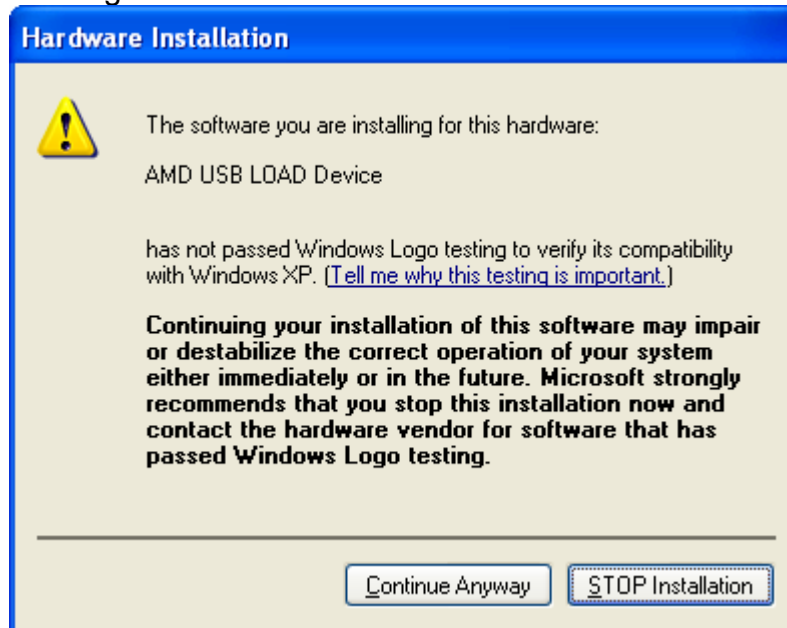 Hardware Installation
The software you are installing for this hardware:
AMD USB LOAD Device
has not passed Windows Logo testing to verify its compatibility
with Windows XP. (Tell me why this testing is important.)
Continuing your installation of this software may impair
or destabilize the correct operation of your system
either immediately or in the future. Microsoft strongly
recommends that you stop this installation now and
contact the hardware vendor for software that has
passed Windows Logo testing.
Continue Anyway
STOP Installation